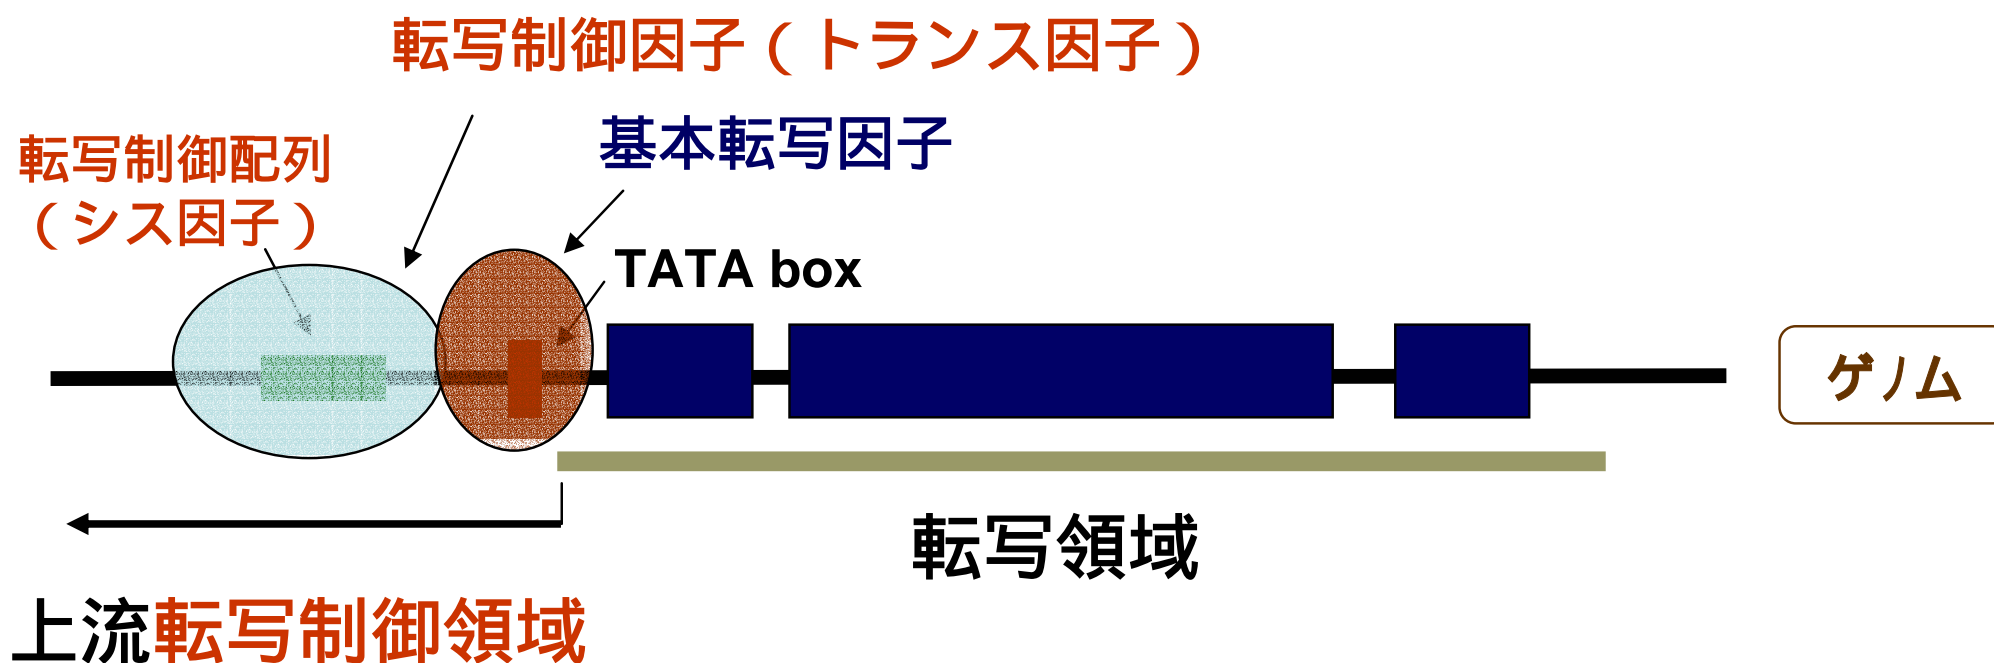 転写制御因子（トランス因子）
基本転写因子
転写制御配列
（シス因子）
TATA box
ゲノム
転写領域
上流転写制御領域